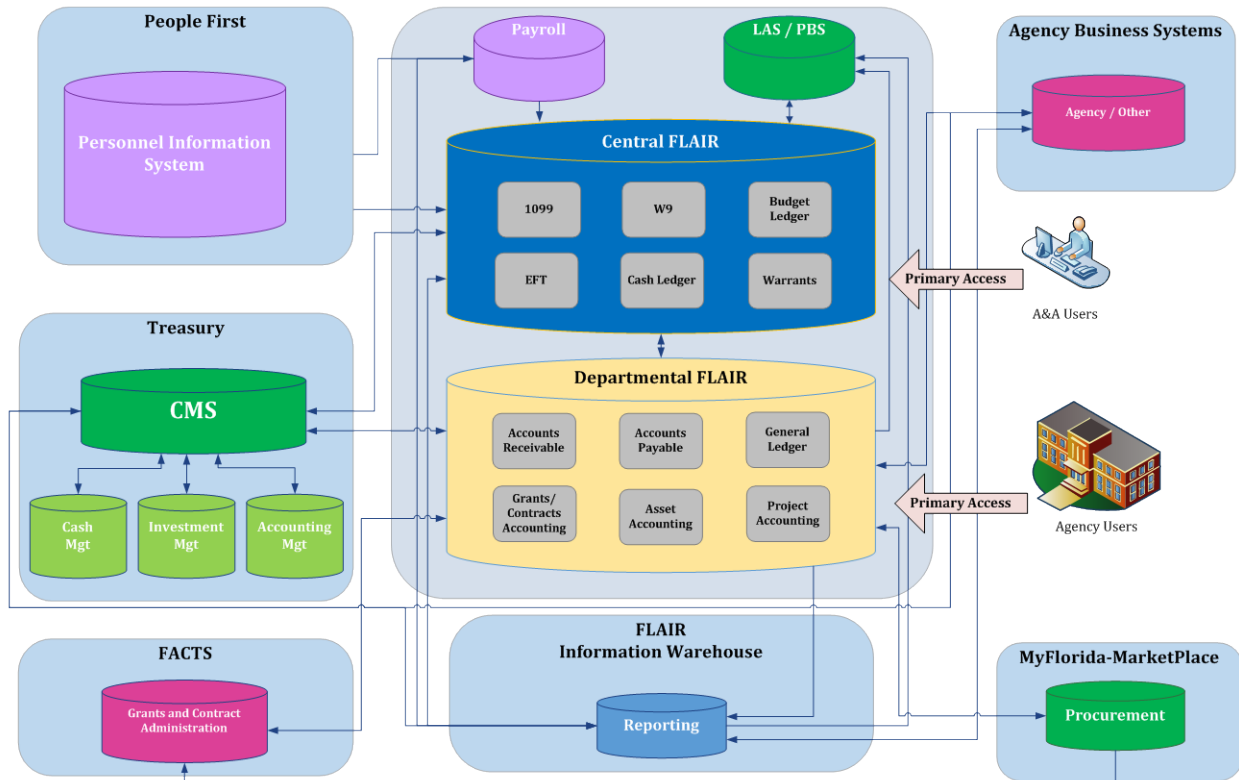 People First
Personnel Information
System
Payroll
LAS / PBS
Agency Business Systems
Agency / Other
Central FLAIR
1099
W9
Budget
Ledger
EFT
Cash Ledger
Warrants
Primary Access
A&A Users
Treasury
CMS
Cash
Mgt
Investment
Mgt
Accounting
Mgt
Departmental FLAIR
Accounts
Receivable
Accounts
Payable
General
Ledger
Grants/
Contracts
Accounting
Asset
Accounting
Project
Accounting
Primary Access
Agency Users
FACTS
Grants and Contract
Administration
FLAIR
Information Warehouse
Reporting
MyFlorida-MarketPlace
Procurement